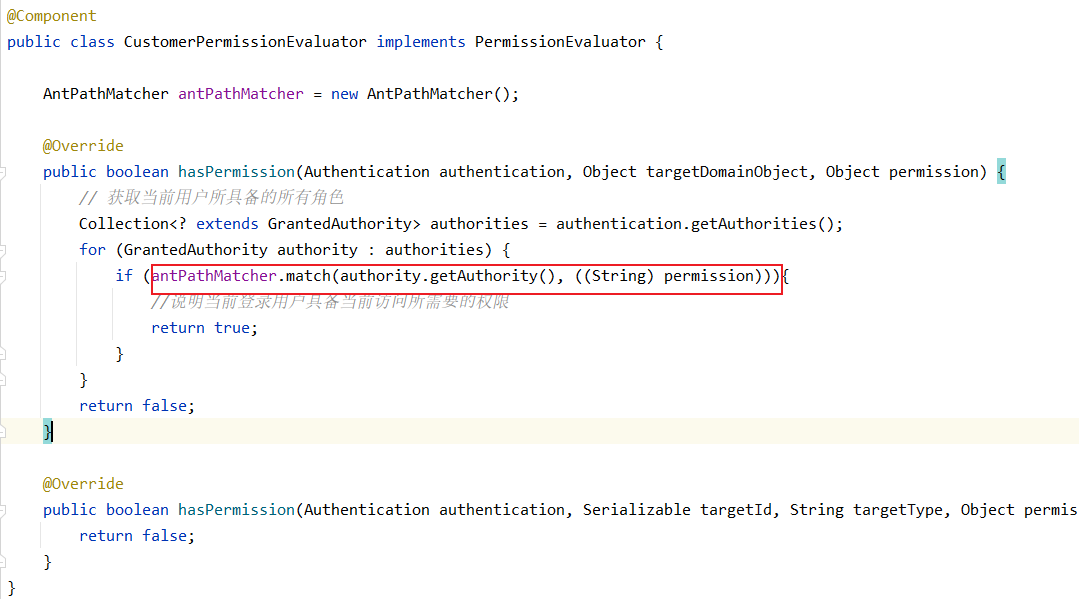 @Component
public class CustomerPermissionEvaluator implements PermissionEvaluator {
AntPathMatcher antPathMatcher = new AntPathMatcher();
@Override
public boolean hasPermission(Authentication authentication, Object targetDomainObject, Object permission) {
// 获取当前用户所具备的所有角色
Collection<? extends GrantedAuthority> authorities = authentication.getAuthorities();
for (GrantedAuthority authority : authorities) {
if (antPathMatcher.match(authority.getAuthority(), ((String) permission))){
//说明当前登录用户具备当前访问所需要的权限
return true;
}
}
return false;
}
@Override
public boolean hasPermission(Authentication authentication, Serializable targetId, String targetType, Object permis
return false;
}
}